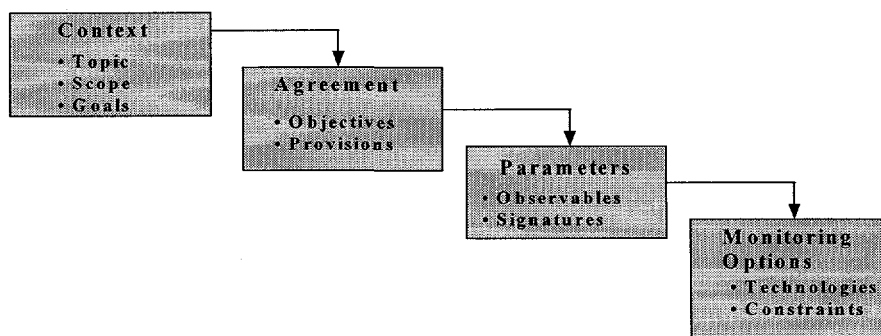 Context
• Topic
• Scope
• Goals
Agreement
• Objectives
• Provisions
Parameters
• Observables
• Signatures
Monitoring
Options
• Technologies
• Constraints